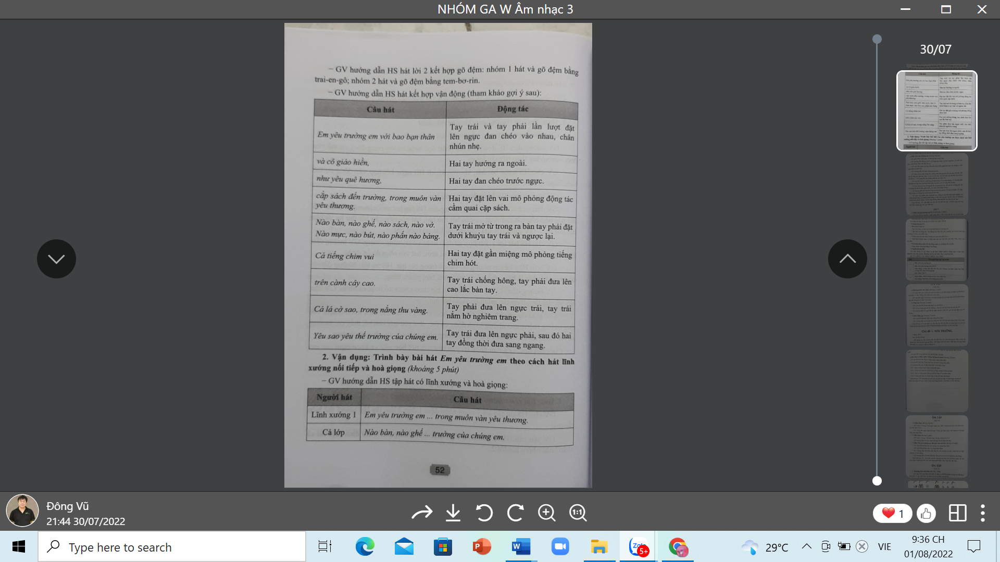 NHÓM GA W Âm nhạc 3
30/07
– GV hướng dẫn HS hát lời 2 kết hợp gõ đệm: nhóm 1 hát và gõ đệm bằng
trai-en-gô; nhóm 2 hát và gõ đệm bằng tem-bơ-rin.
– GV hướng dẫn HS hát kết hợp vận động (tham khảo gợi ý sau):
Câu hát
Động tác
Em yêu trường em với bao bạn thân
Tay trái và tay phải lần lượt đặt
lên ngực đan chéo vào nhau, chân
nhún nhẹ.
và cô giáo hiền,
Hai tay hướng ra ngoài.
như yêu quê hương,
Hai tay đan chéo trước ngực.
cắp sách đến trường, trong muôn vàn
yêu thương.
Hai tay đặt lên vai mô phỏng động tác
cầm quai cặp sách.
Nào bàn, nào ghế, nào sách, nào vở.
Nào mực, nào bút, nào phấn nào bảng.
Tay trái mở từ trong ra bàn tay phải đặt
dưới khuỷu tay trái và ngược lại.
Cả tiếng chim vui
Hai tay đặt gần miệng mô phỏng tiếng
chim hót.
trên cành cây cao.
Tay trái chống hông, tay phải đưa lên
cao lắc bàn tay.
Cả lá cờ sao, trong nắng thu vàng.
Tay phải đưa lên ngực trái, tay trái
nắm hờ nghiêm trang.
Yêu sao yêu thế trường của chúng em.
Tay trái đưa lên ngực phải, sau đó hai
tay đồng thời đưa sang ngang.
2. Vận dụng: Trình bày bài hát Em yêu trường em theo cách hát lĩnh
xướng nối tiếp và hoà giọng (khoảng 5 phút)
– GV hướng dẫn HS tập hát có lĩnh xướng và hoà giọng:
Người hát
Câu hát
Lĩnh xướng 1
Em yêu trường em ... trong muôn vàn yêu thương.
Cả lớp
Nào bàn, nào ghế ... trường của chúng em.
52
Đông Vũ
21:44 30/07/2022
1:1
1
Type here to search
5+
29°C
VIE
9:36 CH
01/08/2022